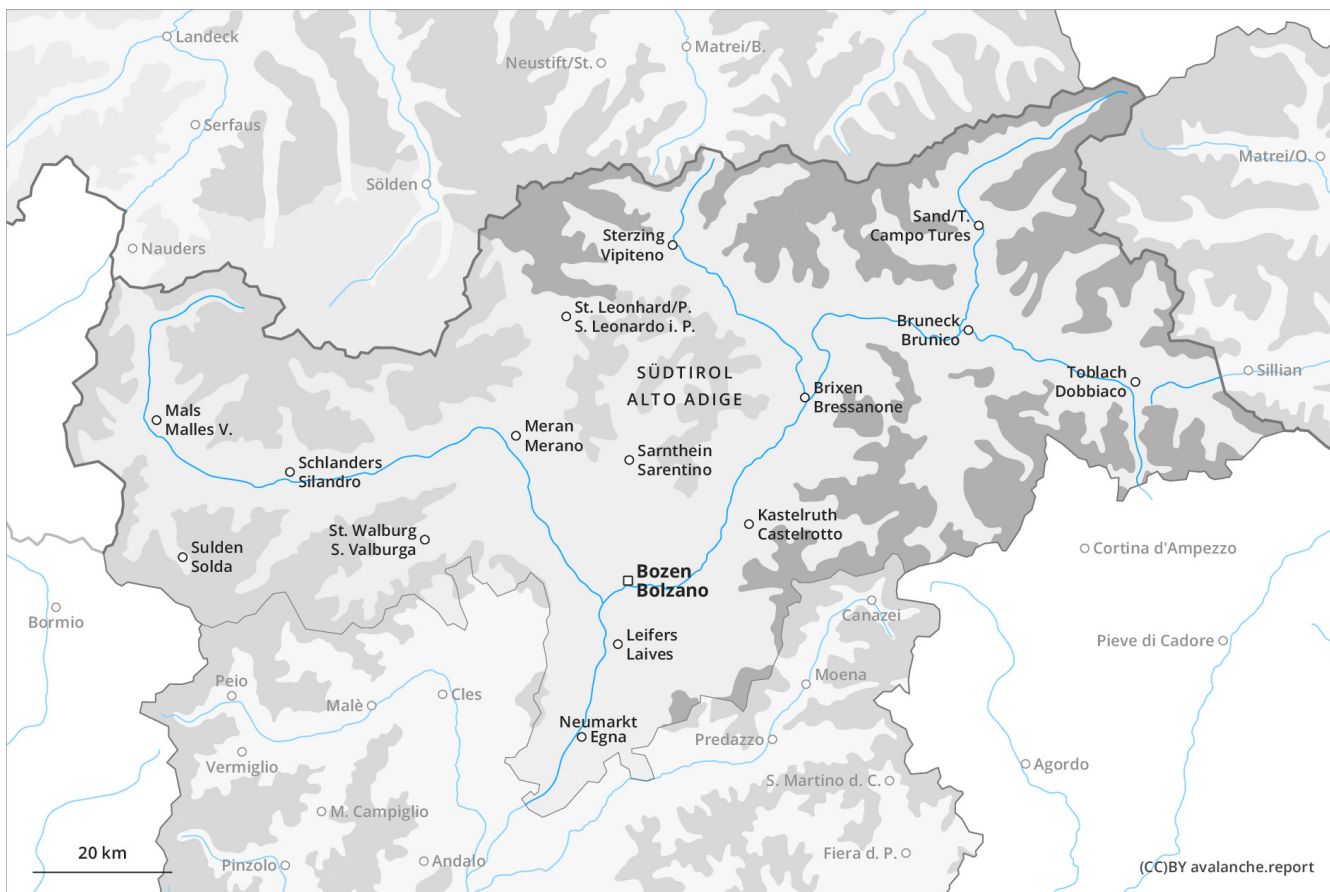 Landeck
Matrei/B.
Neustift/St.
Serfaus
Matrei/O.
Sölden
Sand/T.
Campo Tures
Sterzing
Vipiteno
Nauders
St. Leonhard/P.
S. Leonardo i. P.
Bruneck
Brunico
SÜDTIROL
ALTO ADIGE
Toblach
Dobbiaco
Sillian
Brixen
Bressanone
Mals
Malles V.
Meran
Merano
Sarnthein
Sarentino
Schlanders
Silandro
Kastelruth
Castelrotto
St. Walburg
S. Valburga
Sulden
Solda
Cortina d'Ampezzo
Bozen
Bolzano
Bormio
Canazei
Leifers
Laives
Pieve di Cadore
Peio
Moena
Malè
Cles
Neumarkt
Egna
Predazzo
Vermiglio
Agordo
S. Martino d. C.
M. Campiglio
20 km
Pinzolo
Andalo
Fiera d. P.
(CC)BY avalanche.report